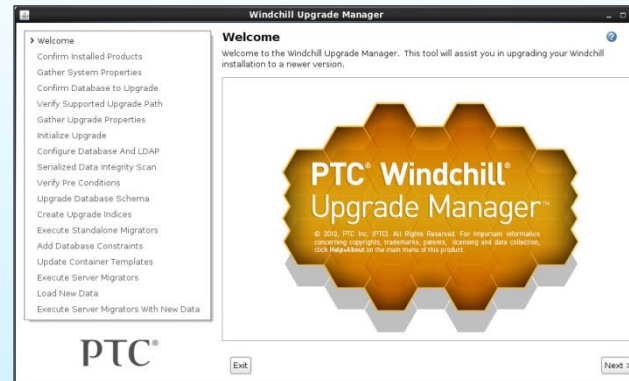 Windchill Upgrade Manager
Welcome
Confirm Installed Products
Gather System Properties
Confirm Database to Upgrade
Verify Supported Upgrade Path
Gather Upgrade Properties
Initialize Upgrade
Configure Database And LDAP
Serialized Data Integrity Scan
Verify Pre Conditions
Upgrade Database Schema
Create Upgrade Indices
Execute Standalone Migrators
Add Database Constraints
Update Container Templates
Execute Server Migrators
Load New Data
Execute Server Migrators With New Data
PTC®
Welcome
Welcome to the Windchill Upgrade Manager. This tool will assist you in upgrading your Windchill
installation to a newer version.
PTC® Windchill®
Upgrade Manager™
© 2013, PTC Inc. (PTC) All Rights Reserved. For important information
concerning copyrights, trademarks, patents, licensing and data collection,
click Help>About on the main menu of this product.
Exit
Next >